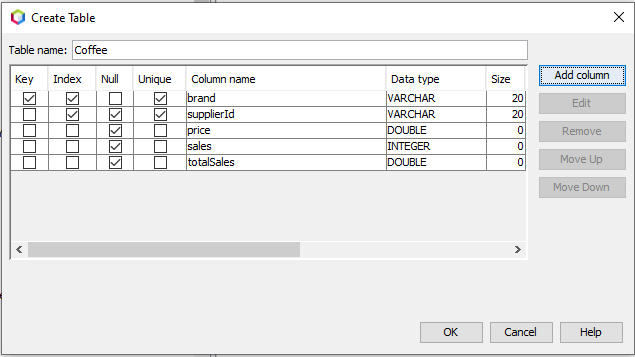 Create Table
Table name: Coffee
Key Index Null Unique Column name Data type Size
brand VARCHAR 20
supplierId VARCHAR 20
price DOUBLE 0
sales INTEGER 0
totalSales DOUBLE 0
Add column
Edit
Remove
Move Up
Move Down
OK Cancel Help